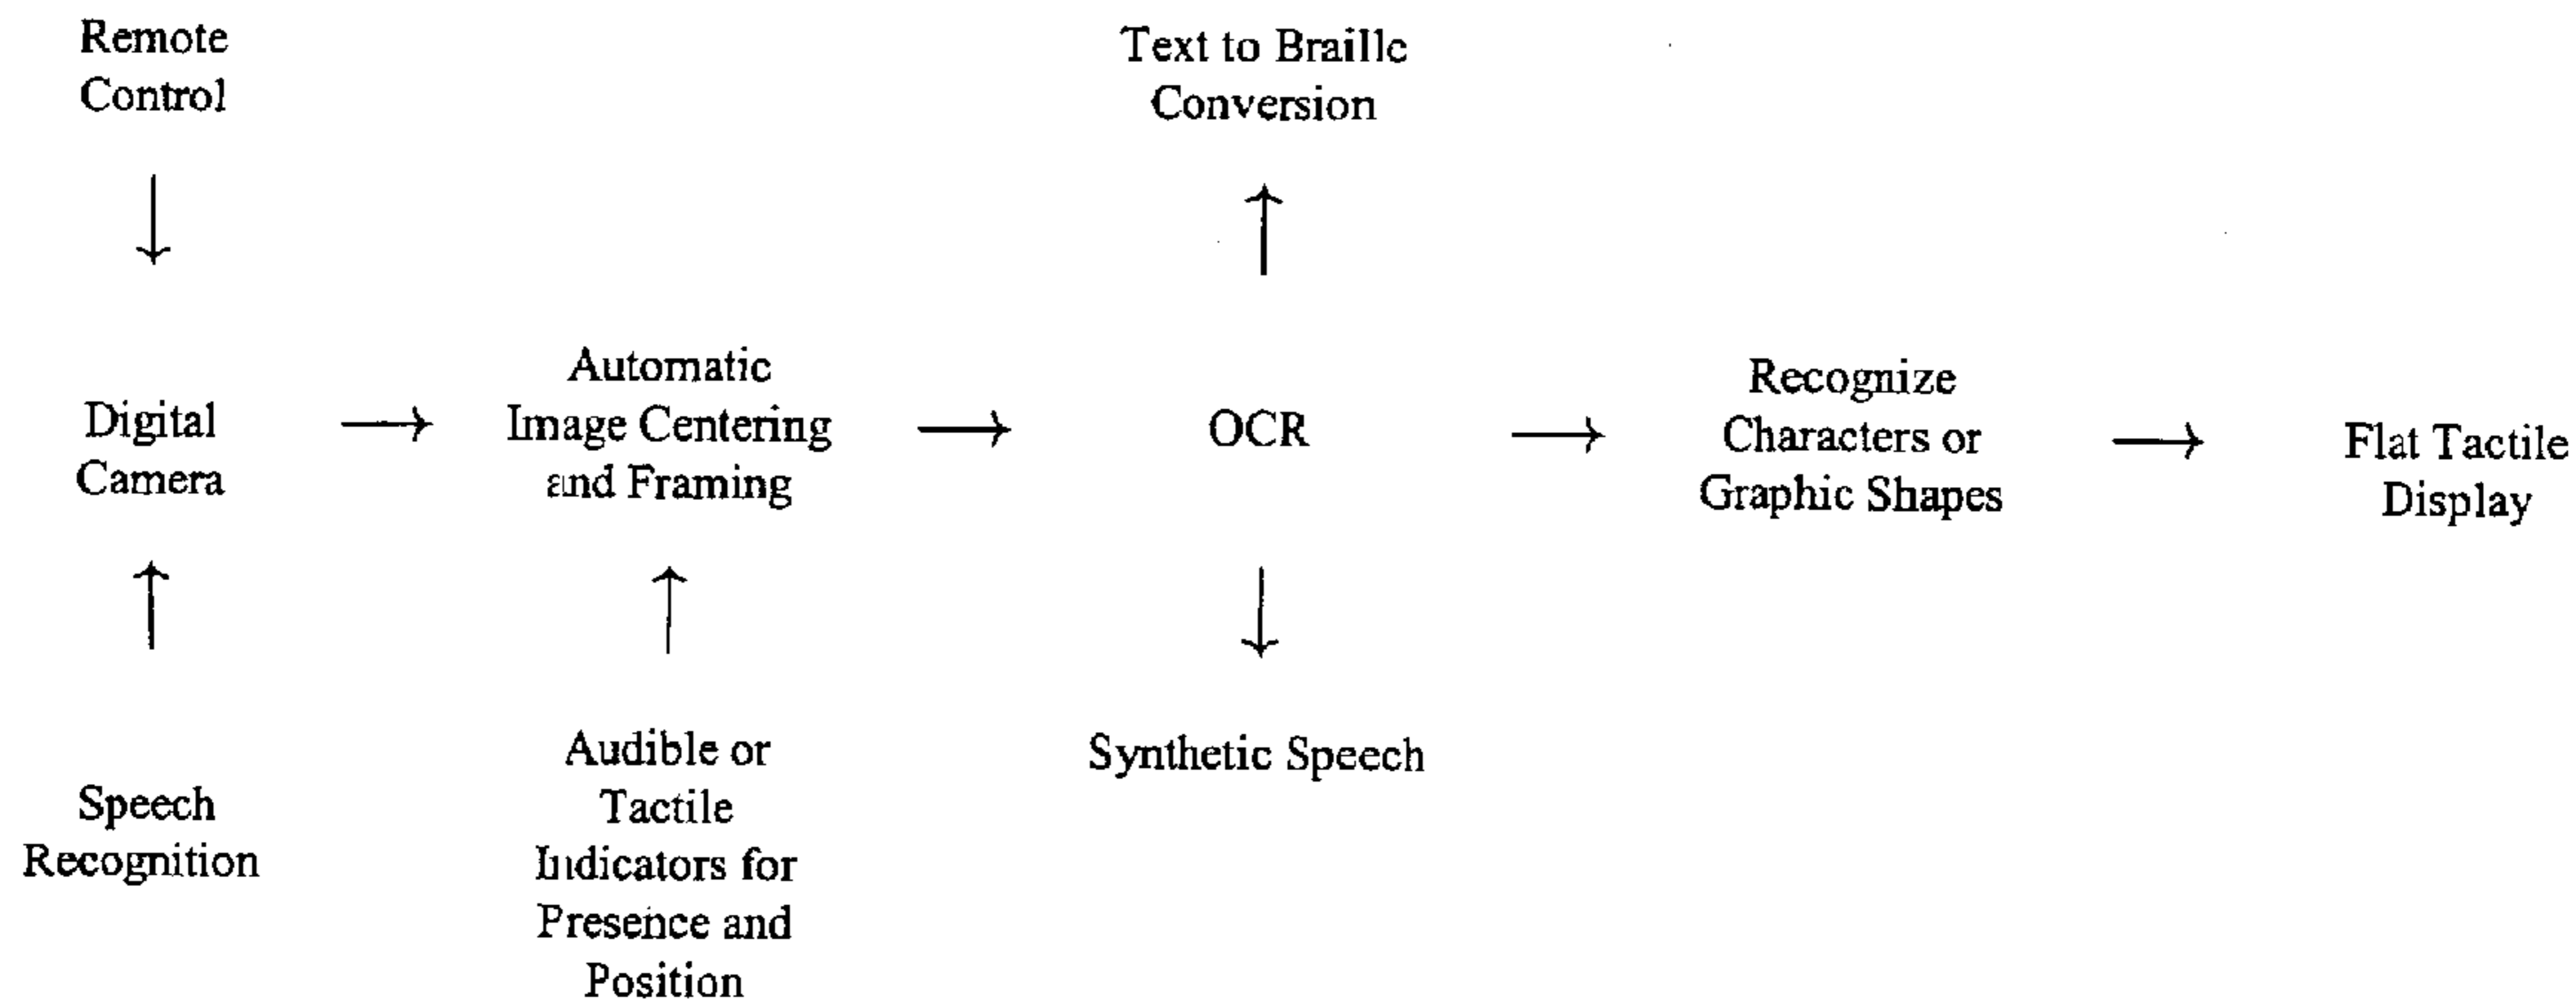 Remote
Control
Text to Braille
Conversion
Digital
Camera
Automatic
Image Centering
and Framing
OCR
Recognize
Characters or
Graphic Shapes
Flat Tactile
Display
Speech
Recognition
Audible or
Tactile
Indicators for
Presence and
Position
Synthetic Speech